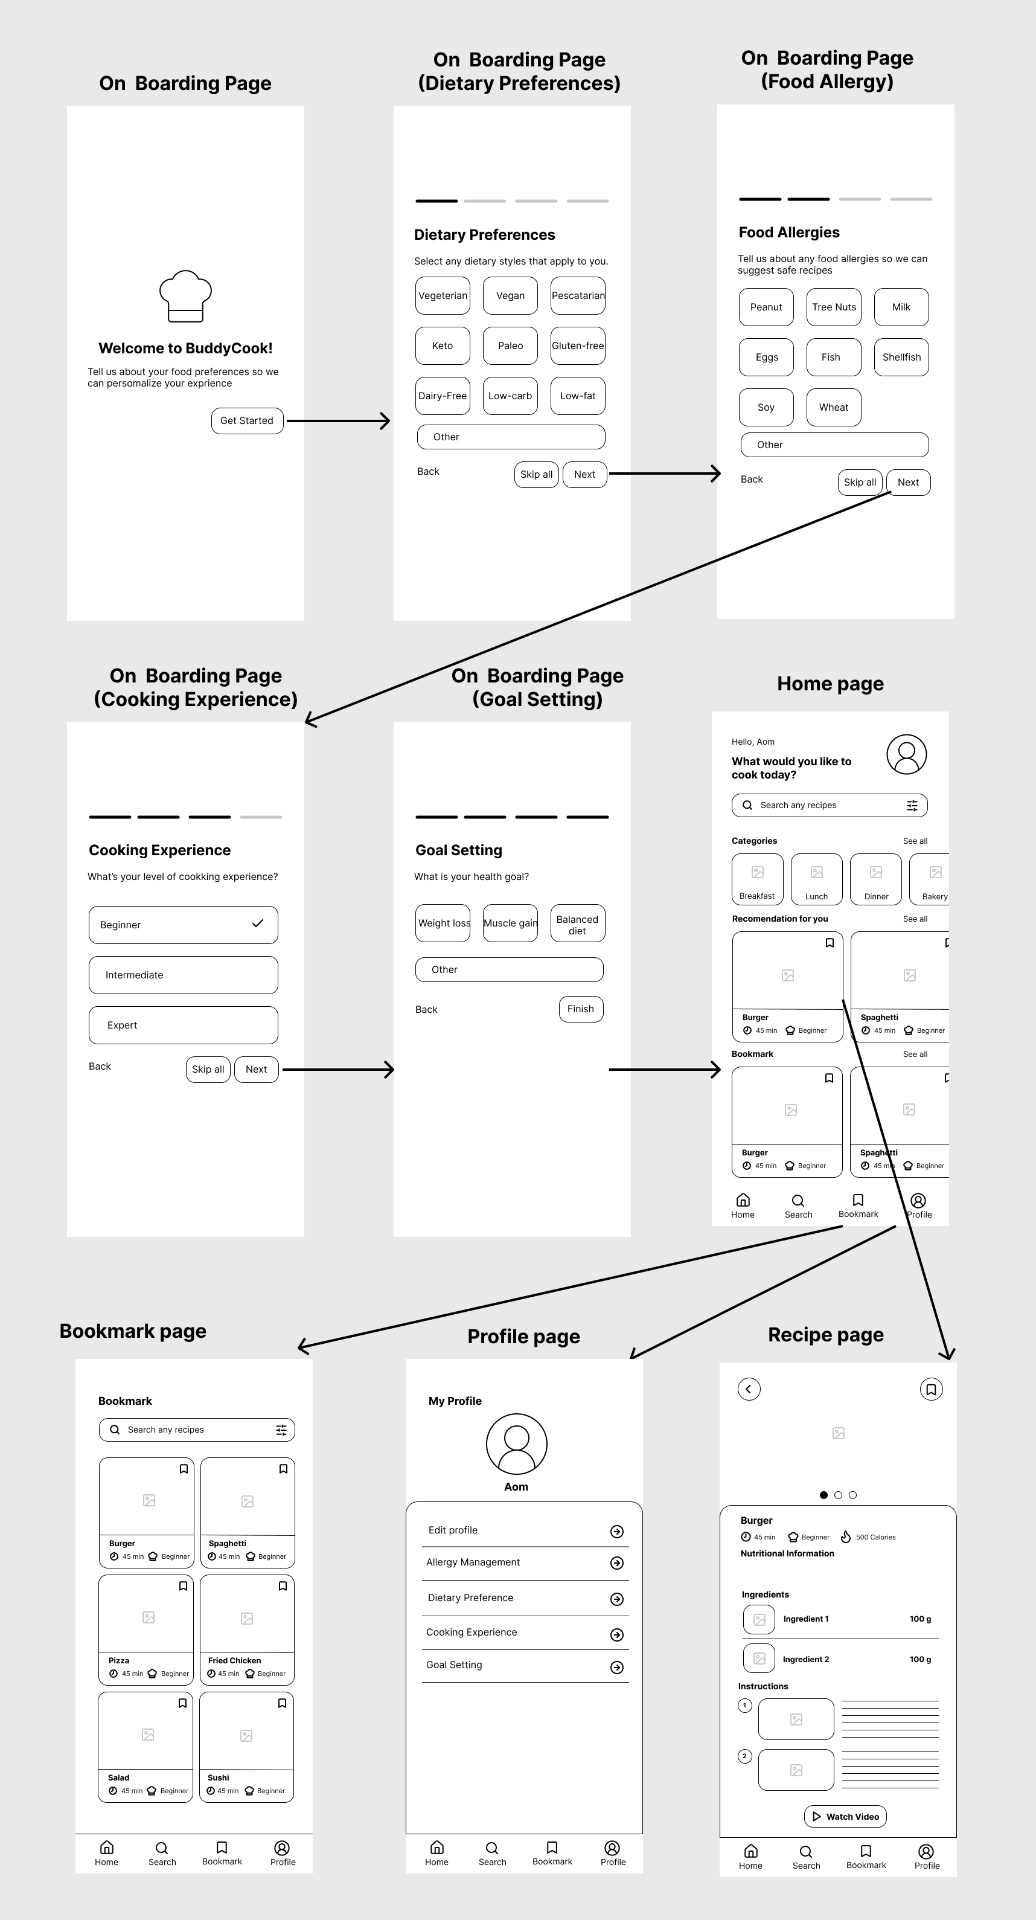 On Boarding Page
On Boarding Page
(Dietary Preferences)
On Boarding Page
(Food Allergy)
Welcome to BuddyCook!
Tell us about your food preferences so we
can persomalize your exprience
Get Started
Dietary Preferences
Select any dietary styles that apply to you.
Vegeterian
Vegan
Pescatarian
Keto
Paleo
Gluten-free
Dairy-Free
Low-carb
Low-fat
Other
Back
Skip all
Next
Food Allergies
Tell us about any food allergies so we can
suggest safe recipes
Peanut
Tree Nuts
Milk
Eggs
Fish
Shellfish
Soy
Wheat
Other
Back
Skip all
Next
On Boarding Page
(Cooking Experience)
On Boarding Page
(Goal Setting)
Home page
Cooking Experience
What's your level of cookking experience?
Beginner
Intermediate
Expert
Back
Skip all
Next
Goal Setting
What is your health goal?
Weight loss
Muscle gain
Balanced
diet
Other
Back
Finish
Hello, Aom
What would you like to
cook today?
Search any recipes
Categories
See all
Breakfast
Lunch
Dinner
Bakery
Recomendation for you
See all
Burger
45 min
Beginner
Spaghetti
45 min
Beginner
Bookmark
See all
Burger
45 min
Beginner
Spaghetti
45 min
Beginner
Home
Search
Bookmark
Profile
Bookmark page
Profile page
Recipe page
Bookmark
Search any recipes
Burger
45 min
Beginner
Spaghetti
45 min
Beginner
Pizza
45 min
Beginner
Fried Chicken
45 min
Beginner
Salad
45 min
Beginner
Sushi
45 min
Beginner
Home
Search
Bookmark
Profile
My Profile
Aom
Edit profile
Allergy Management
Dietary Preference
Cooking Experience
Goal Setting
Home
Search
Bookmark
Profile
Burger
45 min
Beginner
500 Calories
Nutritional Information
Ingredients
Ingredient 1
100 g
Ingredient 2
100 g
Instructions
1
2
Watch Video
Home
Search
Bookmark
Profile